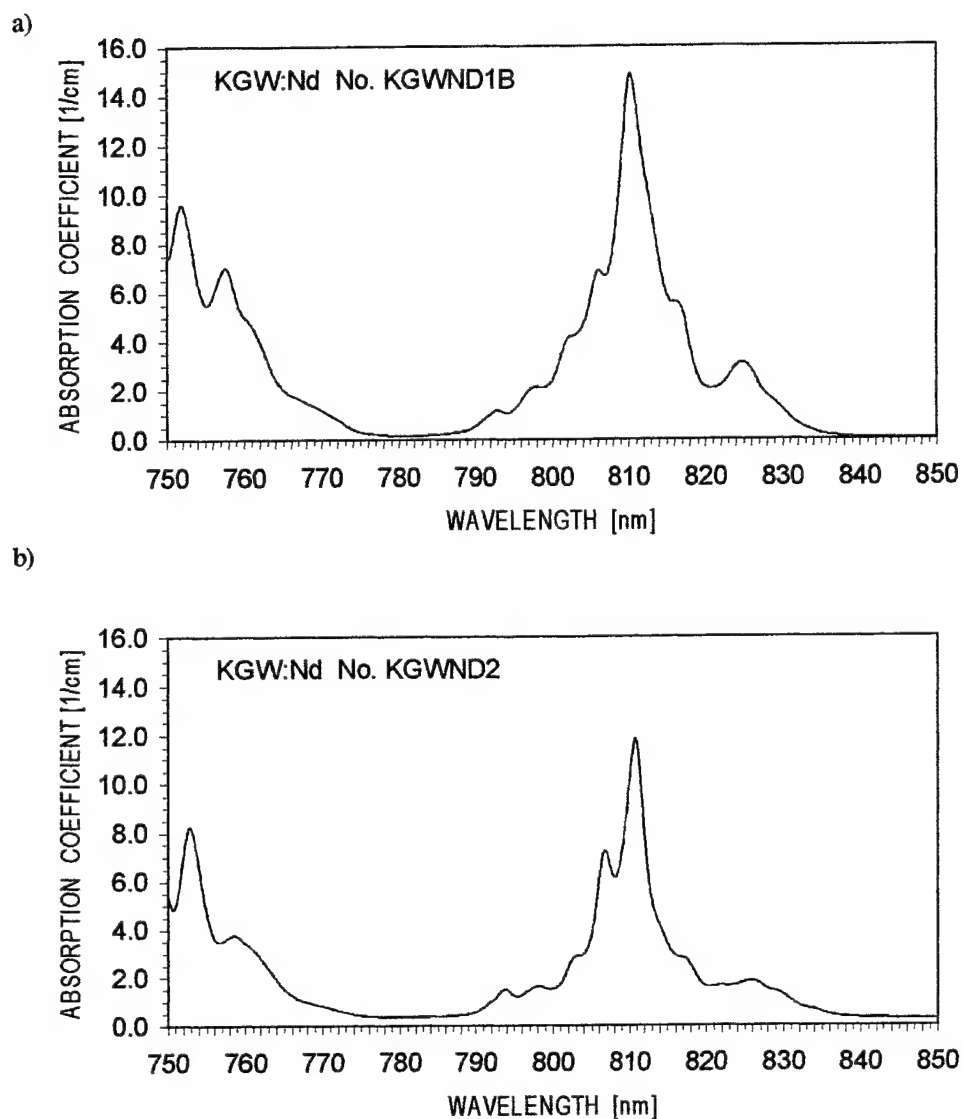 a)
16.0
14.0
12.0
10.0
8.0
6.0
4.0
2.0
0.0
ABSORPTION COEFFICIENT [1/cm]
KGW:Nd No. KGWND1B
750 760 770 780 790 800 810 820 830 840 850
WAVELENGTH [nm]
b)
16.0
14.0
12.0
10.0
8.0
6.0
4.0
2.0
0.0
ABSORPTION COEFFICIENT [1/cm]
KGW:Nd No. KGWND2
750 760 770 780 790 800 810 820 830 840 850
WAVELENGTH [nm]